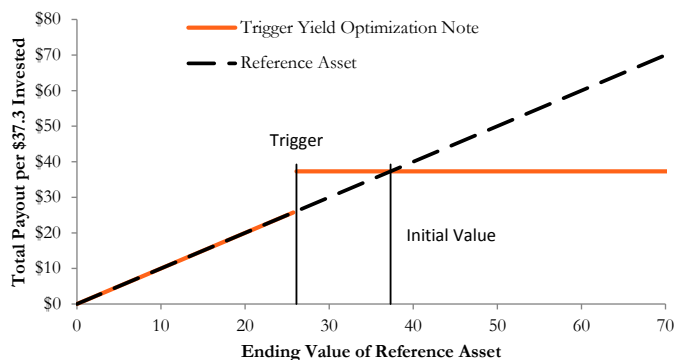 Trigger Yield Optimization Note
Reference Asset
Total Payout per $37.3 Invested
$80
$70
$60
$50
$40
$30
$20
$10
$0
Trigger
Initial Value
0 10 20 30 40 50 60 70
Ending Value of Reference Asset